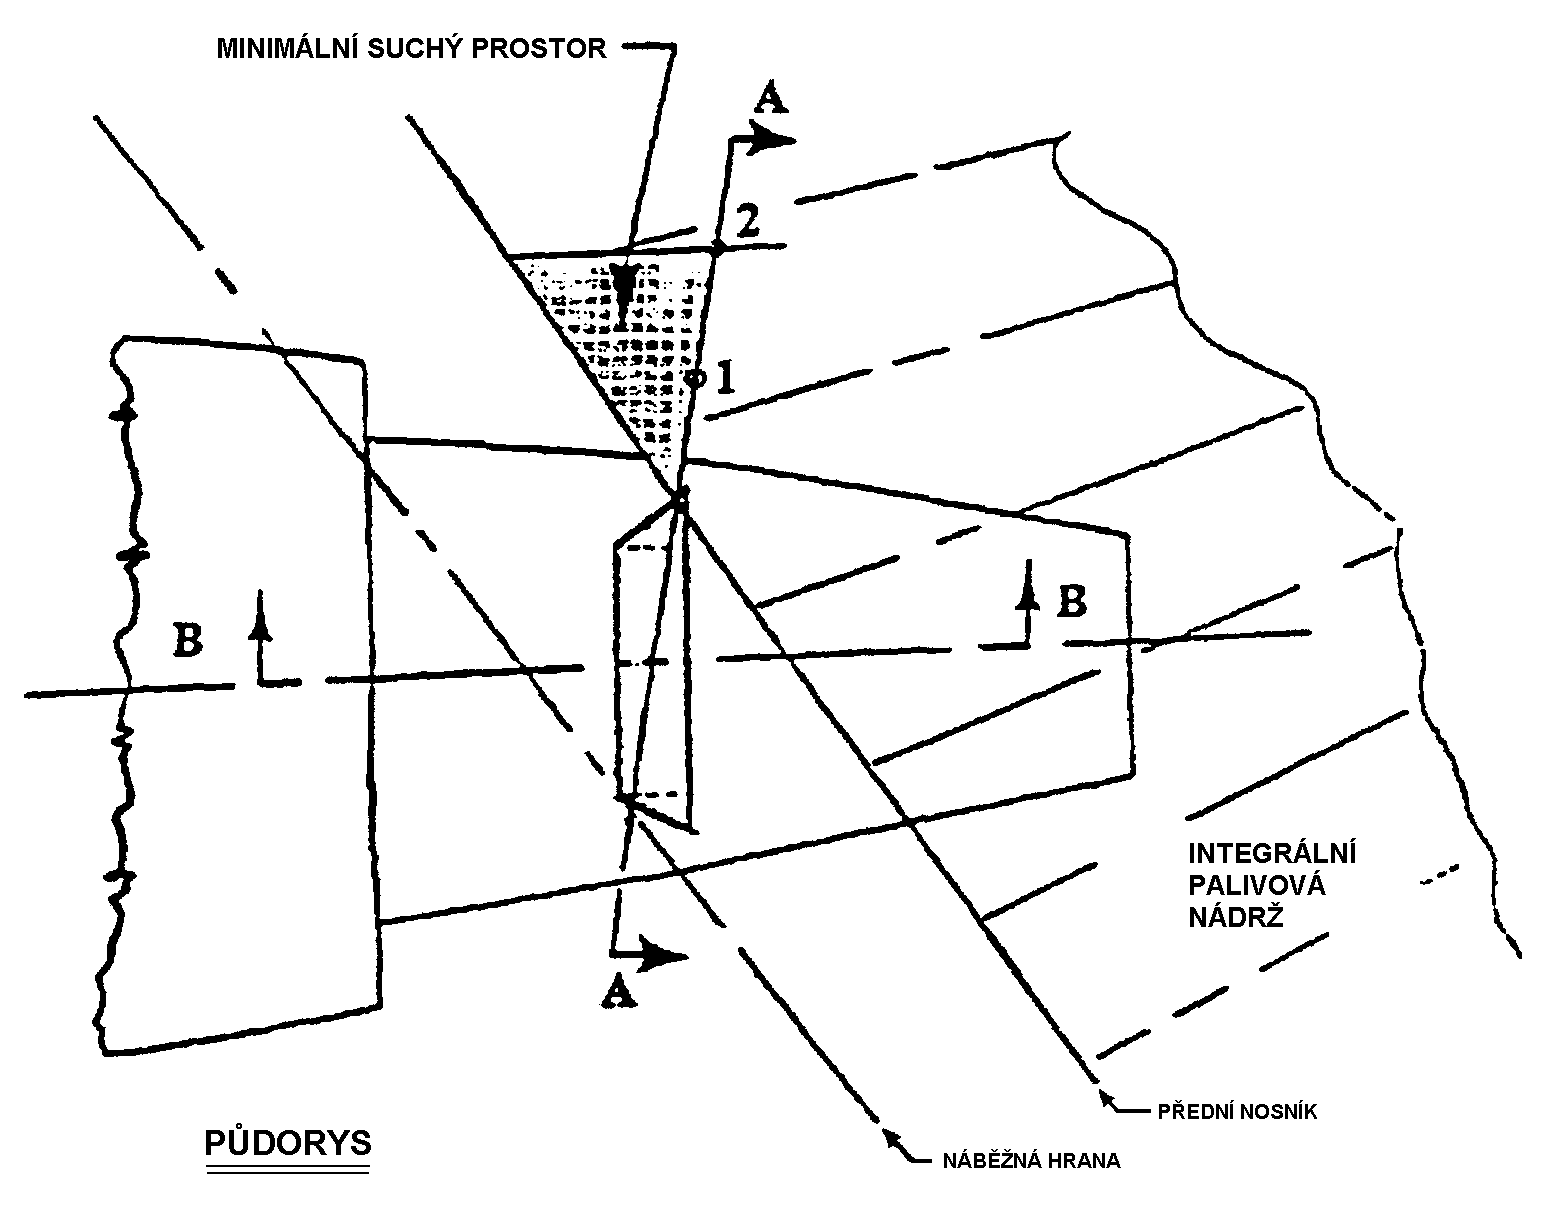 MINIMÁLNÍ SUCHÝ PROSTOR
A
2
1
B
B
INTEGRÁLNÍ
PALIVOVÁ
NÁDRŽ
A
PŘEDNÍ NOSNÍK
PŮDORYS
NÁBĚŽNÁ HRANA